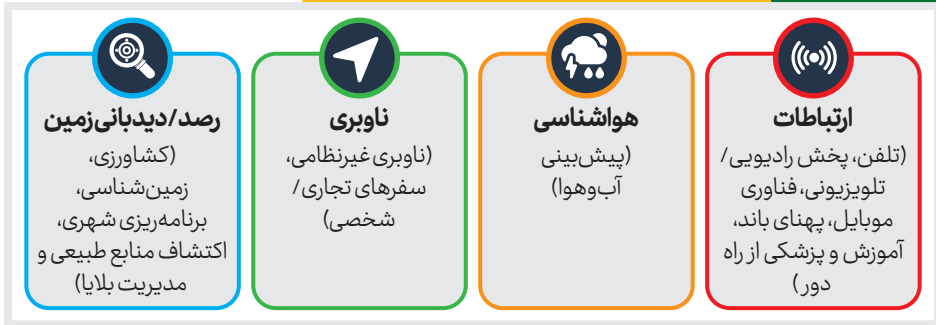 ارتباطات
(تلفن، پخش رادیویی/
تلویزیونی، فناوری
موبایل، پهنای باند،
آموزش و پزشکی از راه
دور)
هواشناسی
(پیش‌بینی
آب‌وهوا)
ناوبری
(ناوبری غیرنظامی،
سفرهای تجاری/
شخصی)
رصد/دیدبانی زمین
(کشاورزی،
زمین‌شناسی،
برنامه‌ریزی شهری،
اکتشاف منابع طبیعی و
مدیریت بلایا)